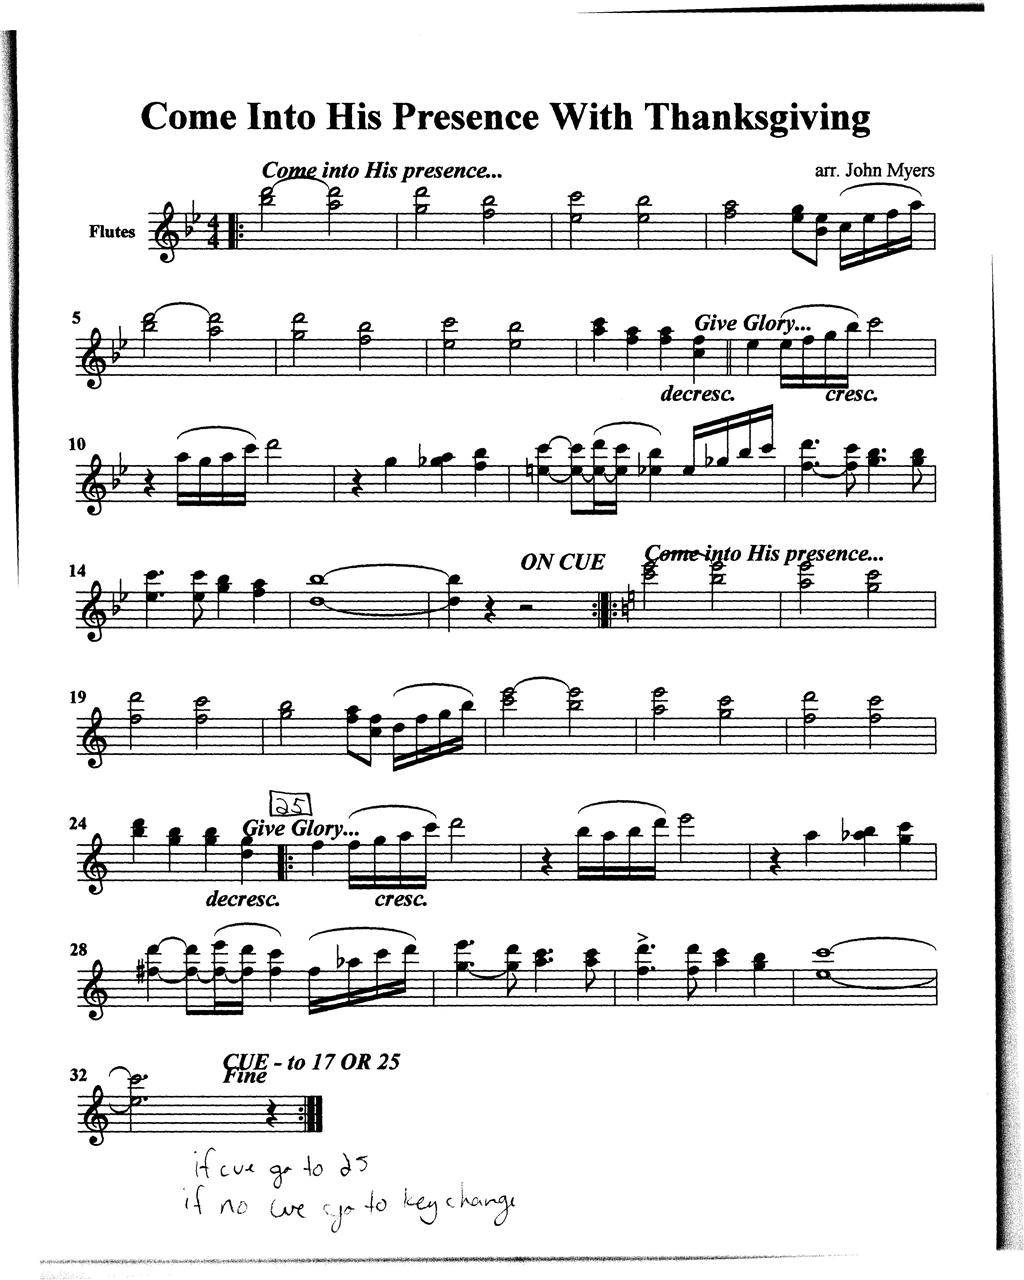 Come Into His Presence With Thanksgiving
Come into His presence...
arr. John Myers
Flutes
4
4
5
Give Glory...
decresc.
cresc.
10
14
ON CUE
Come into His presence...
19
24
25
Give Glory...
decresc.
cresc.
28
32
CUE - to 17 OR 25
Fine
if cue go to 25
if no cue go to key change